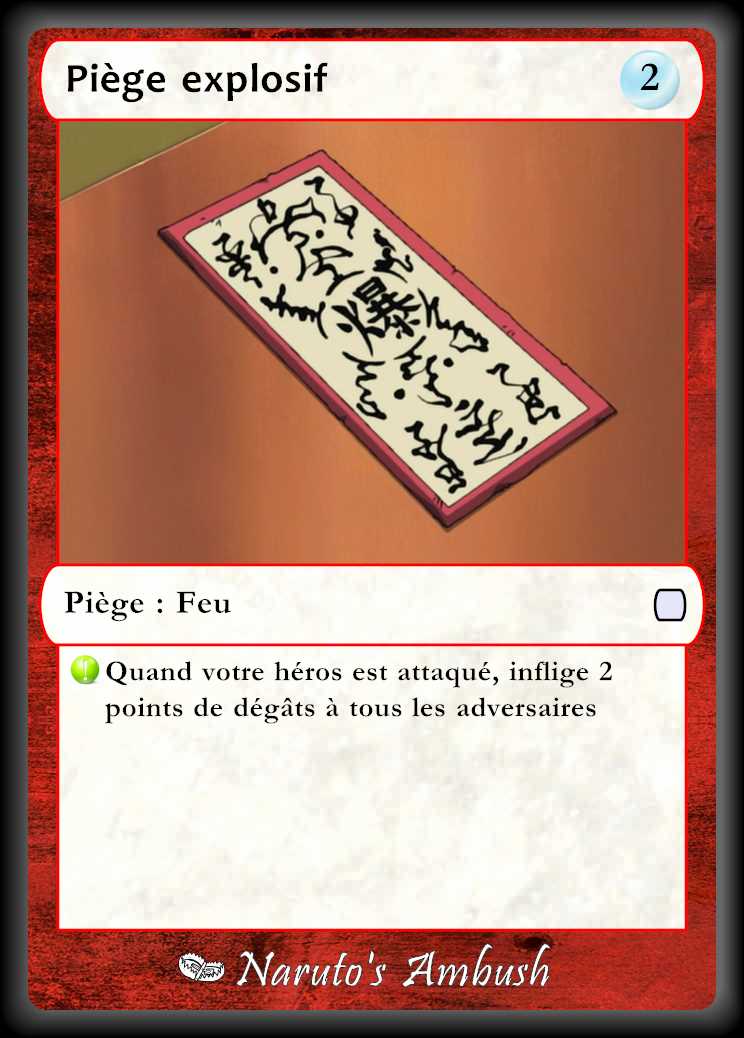 Piège explosif
2
爆
Piège : Feu
Quand votre héros est attaqué, inflige 2
points de dégâts à tous les adversaires
Naruto's Ambush